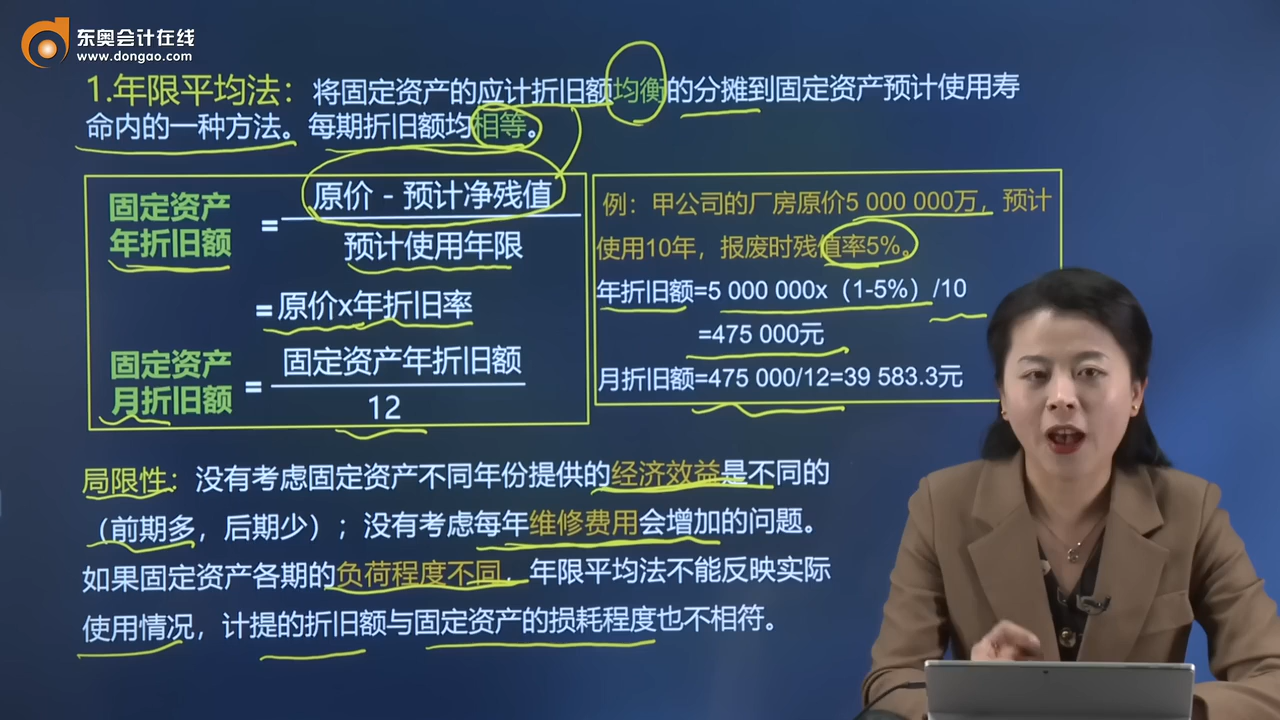 东奥会计在线
www.dongao.com
1.年限平均法：将固定资产的应计折旧额均衡的分摊到固定资产预计使用寿
命内的一种方法。每期折旧额均相等。
固定资产
年折旧额
=
原价－预计净残值
预计使用年限
=原价x年折旧率
固定资产
月折旧额
=
固定资产年折旧额
12
例：甲公司的厂房原价5 000 000万，预计
使用10年，报废时残值率5%。
年折旧额=5 000 000x（1-5%）/10
=475 000元
月折旧额=475 000/12=39 583.3元
局限性：没有考虑固定资产不同年份提供的经济效益是不同的
（前期多，后期少）；没有考虑每年维修费用会增加的问题。
如果固定资产各期的负荷程度不同，年限平均法不能反映实际
使用情况，计提的折旧额与固定资产的损耗程度也不相符。